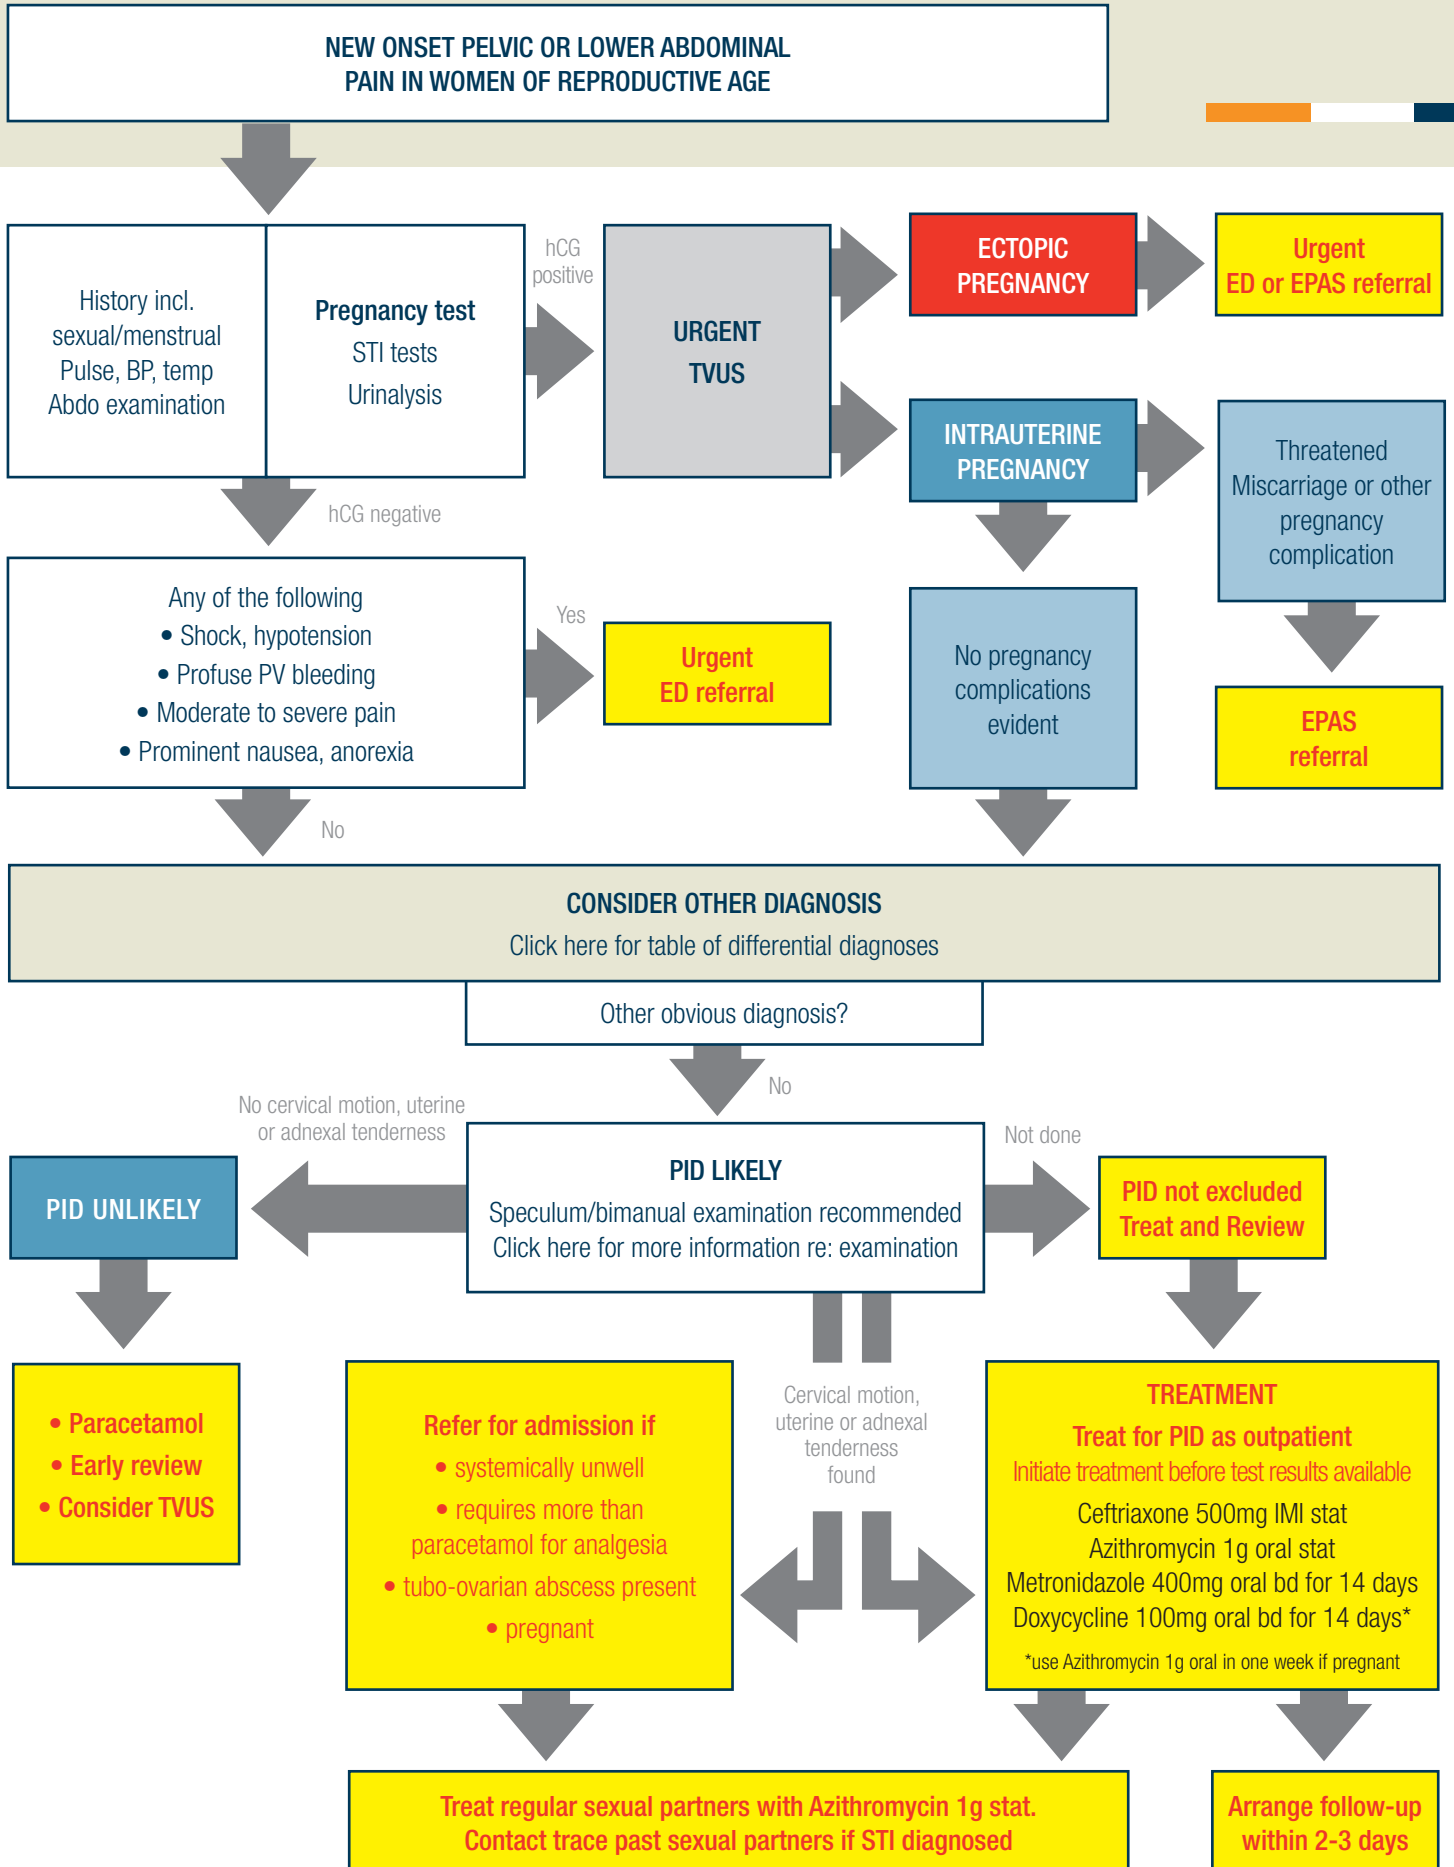 NEW ONSET PELVIC OR LOWER ABDOMINAL
PAIN IN WOMEN OF REPRODUCTIVE AGE
History incl.
sexual/menstrual
Pulse, BP, temp
Abdo examination
Pregnancy test
STI tests
Urinalysis
hCG
positive
URGENT
TVUS
ECTOPIC
PREGNANCY
Urgent
ED or EPAS referral
INTRAUTERINE
PREGNANCY
Threatened
Miscarriage or other
pregnancy
complication
hCG negative
Any of the following
• Shock, hypotension
• Profuse PV bleeding
• Moderate to severe pain
• Prominent nausea, anorexia
Yes
Urgent
ED referral
No pregnancy
complications
evident
EPAS
referral
No
CONSIDER OTHER DIAGNOSIS
Click here for table of differential diagnoses
Other obvious diagnosis?
No
No cervical motion, uterine
or adnexal tenderness
PID LIKELY
Speculum/bimanual examination recommended
Click here for more information re: examination
Not done
PID UNLIKELY
PID not excluded
Treat and Review
• Paracetamol
• Early review
• Consider TVUS
Refer for admission if
• systemically unwell
• requires more than
paracetamol for analgesia
• tubo-ovarian abscess present
• pregnant
Cervical motion,
uterine or adnexal
tenderness
found
TREATMENT
Treat for PID as outpatient
Initiate treatment before test results available
Ceftriaxone 500mg IMI stat
Azithromycin 1g oral stat
Metronidazole 400mg oral bd for 14 days
Doxycycline 100mg oral bd for 14 days*
*use Azithromycin 1g oral in one week if pregnant
Treat regular sexual partners with Azithromycin 1g stat.
Contact trace past sexual partners if STI diagnosed
Arrange follow-up
within 2-3 days